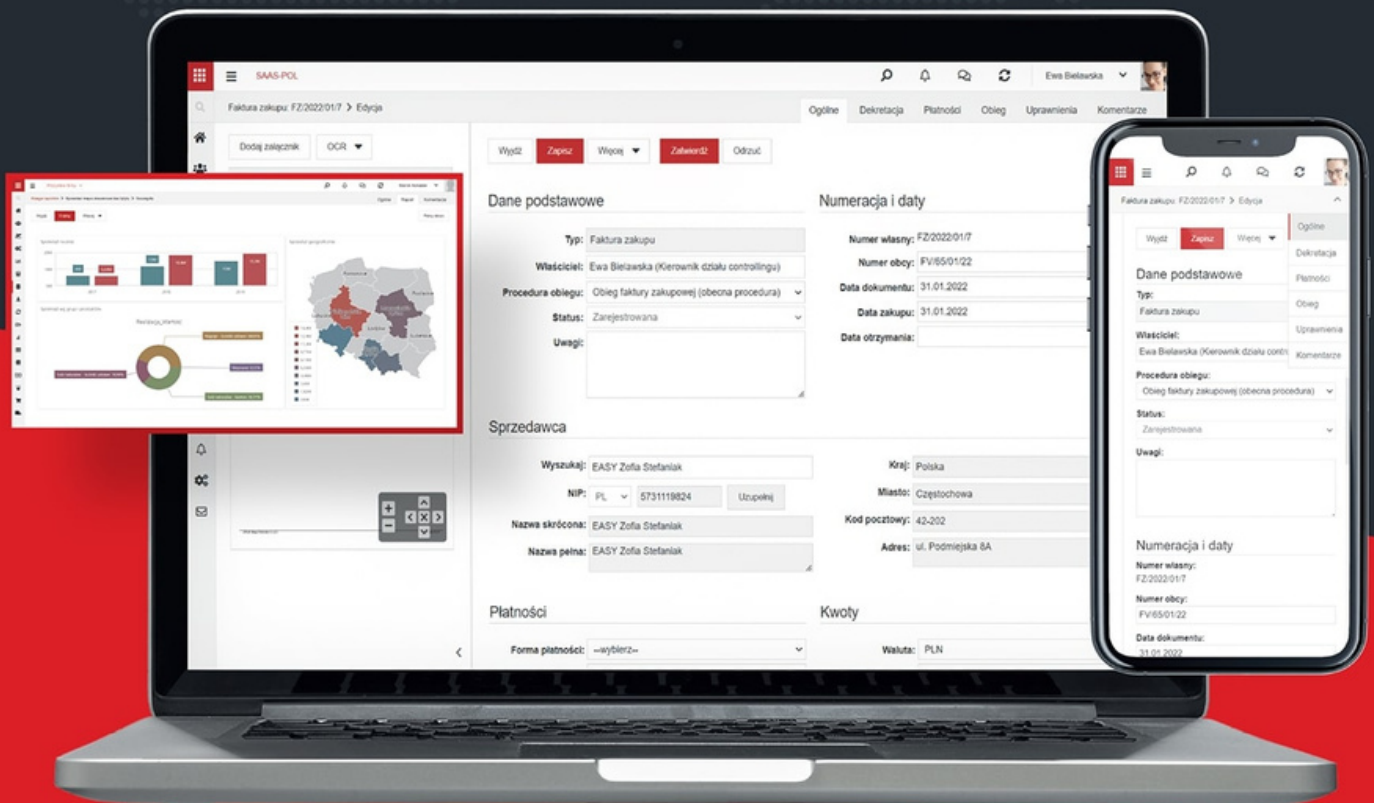 SAAS-POL
Ewa Bielawska
Faktura zakupu: FZ/2022/01/7 > Edycja
Ogólne Dekretacja Płatności Obieg Uprawnienia Komentarze
Dodaj załącznik OCR
Wyjdź Zapisz Więcej Zatwierdź Odrzuć
Dane podstawowe
Typ: Faktura zakupu
Właściciel: Ewa Bielawska (Kierownik działu controllingu)
Procedura obiegu: Obieg faktury zakupowej (obecna procedura)
Status: Zarejestrowana
Uwagi:
Numeracja i daty
Numer własny: FZ/2022/01/7
Numer obcy: FV/65/01/22
Data dokumentu: 31.01.2022
Data zakupu: 31.01.2022
Data otrzymania:
Sprzedawca
Wyszukaj: EASY Zofia Stefaniak
NIP: PL 5731119824 Uzupełnij
Nazwa skrócona: EASY Zofia Stefaniak
Nazwa pełna: EASY Zofia Stefaniak
Kraj: Polska
Miasto: Częstochowa
Kod pocztowy: 42-202
Adres: ul. Podmiejska 8A
Płatności
Forma płatności: --wybierz--
Kwoty
Waluta: PLN
Faktura zakupu: FZ/2022/01/7 > Edycja
Wyjdź Zapisz Więcej
Ogólne
Dekretacja
Płatności
Obieg
Uprawnienia
Komentarze
Dane podstawowe
Typ:
Faktura zakupu
Właściciel:
Ewa Bielawska (Kierownik działu contr
Procedura obiegu:
Obieg faktury zakupowej (obecna procedura)
Status:
Zarejestrowana
Uwagi:
Numeracja i daty
Numer własny:
FZ/2022/01/7
Numer obcy:
FV/65/01/22
Data dokumentu:
31.01.2022